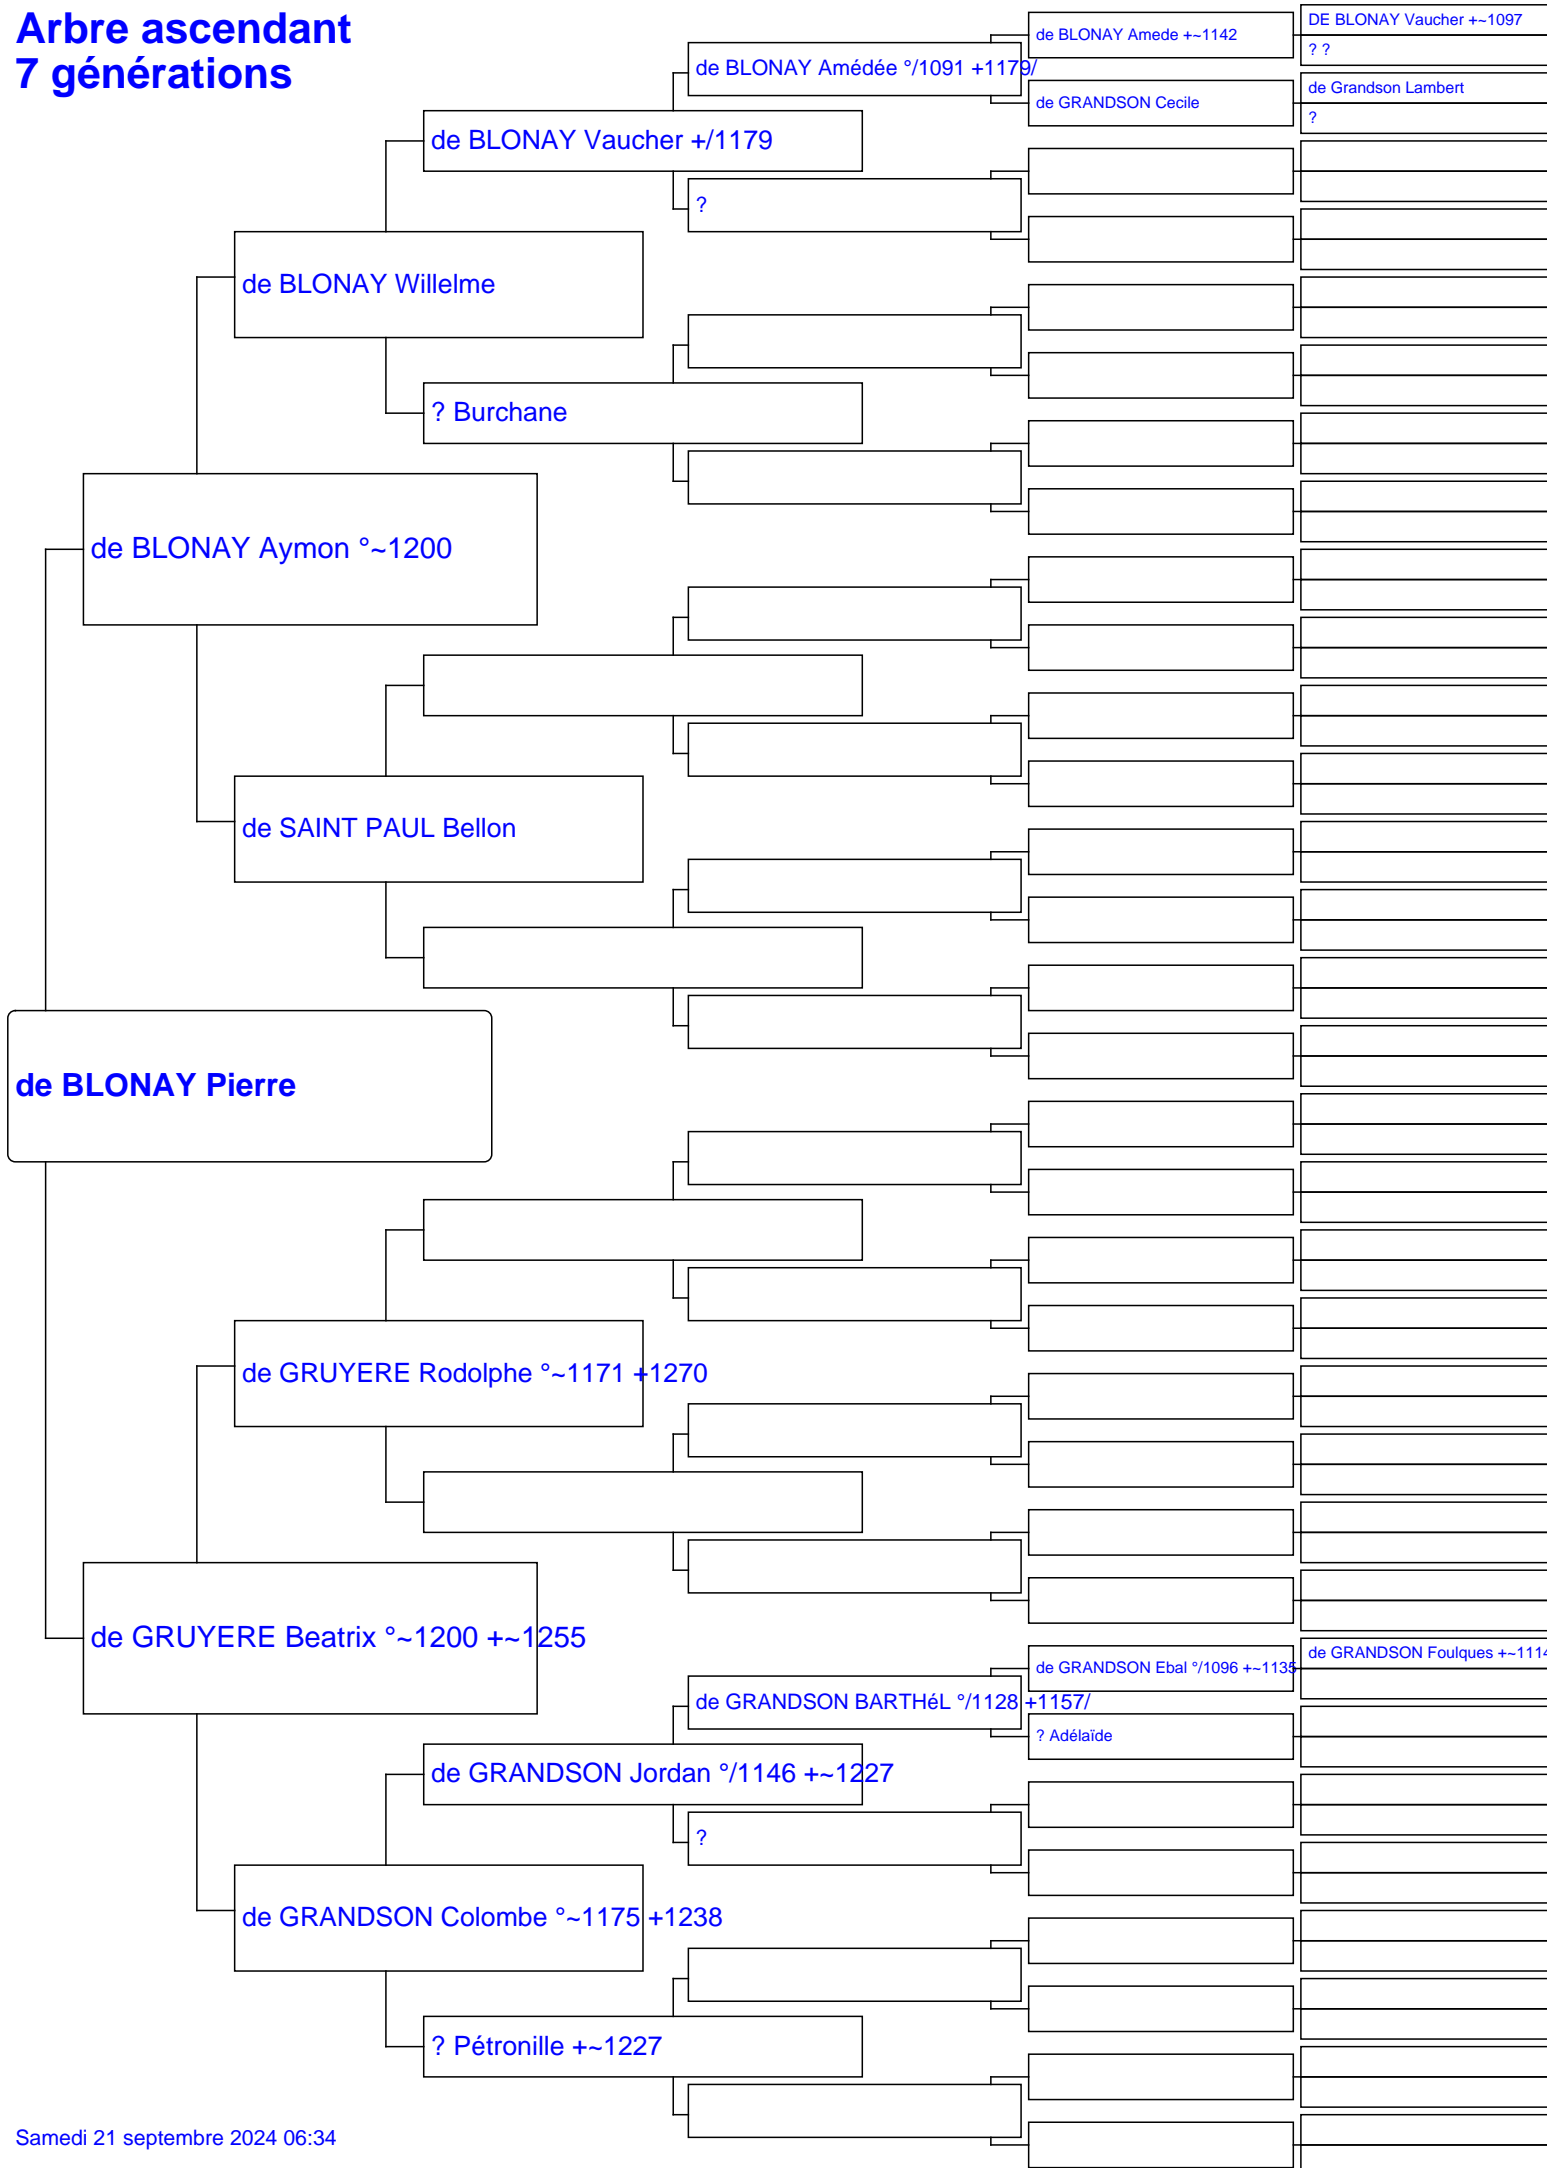 Arbre ascendant
7 générations
DE BLONAY Vaucher +~1097
de BLONAY Amede +~1142
? ?
de BLONAY Amédée °/1091 +1179/
de Grandson Lambert
de GRANDSON Cecile
?
de BLONAY Vaucher +/1179
?
de BLONAY Willelme
? Burchane
de BLONAY Aymon °~1200
de SAINT PAUL Bellon
de BLONAY Pierre
de GRUYERE Rodolphe °~1171 +1270
de GRUYERE Beatrix °~1200 +~1255
de GRANDSON Foulques +~1114
de GRANDSON Ebal °/1096 +~1135
de GRANDSON BARTHéL °/1128 +1157/
? Adélaïde
de GRANDSON Jordan °/1146 +~1227
?
de GRANDSON Colombe °~1175 +1238
? Pétronille +~1227
Samedi 21 septembre 2024 06:34